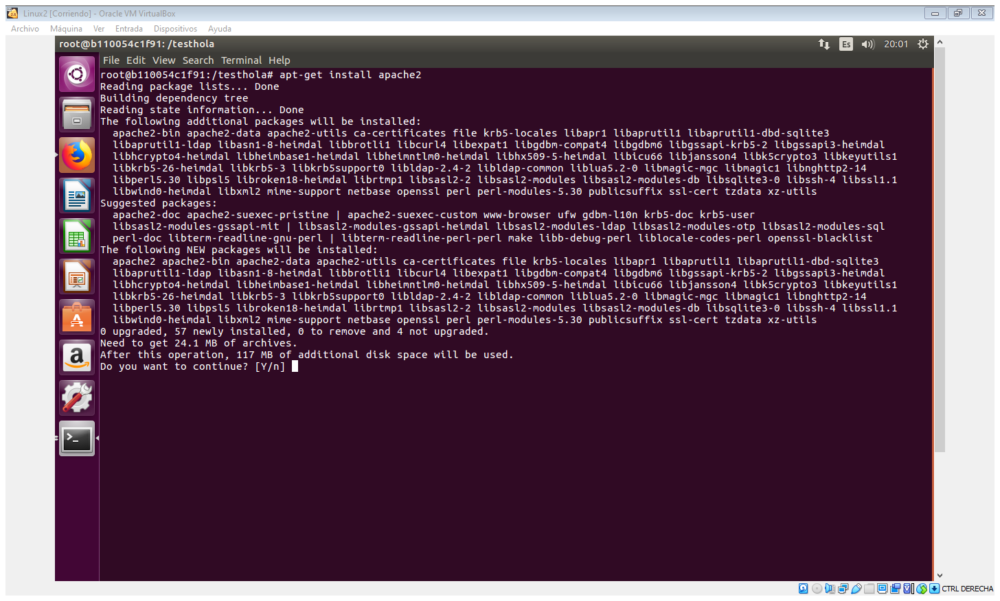 Linux2 [Corriendo] - Oracle VM VirtualBox
Archivo Máquina Ver Entrada Dispositivos Ayuda
root@b110054c1f91: /testhola
Es 20:01
File Edit View Search Terminal Help
root@b110054c1f91:/testhola# apt-get install apache2
Reading package lists... Done
Building dependency tree
Reading state information... Done
The following additional packages will be installed:
apache2-bin apache2-data apache2-utils ca-certificates file krb5-locales libapr1 libaprutil1 libaprutil1-dbd-sqlite3
libaprutil1-ldap libasn1-8-heimdal libbrotli1 libcurl4 libexpat1 libgdbm-compat4 libgdbm6 libgssapi-krb5-2 libgssapi3-heimdal
libhcrypto4-heimdal libheimbase1-heimdal libheimntlm0-heimdal libhx509-5-heimdal libicu66 libjansson4 libk5crypto3 libkeyutils1
libkrb5-26-heimdal libkrb5-3 libkrb5support0 libldap-2.4-2 libldap-common liblua5.2-0 libmagic-mgc libmagic1 libnghttp2-14
libperl5.30 libpsl5 libroken18-heimdal librtmp1 libsasl2-2 libsasl2-modules libsasl2-modules-db libsqlite3-0 libssh-4 libssl1.1
libwind0-heimdal libxml2 mime-support netbase openssl perl perl-modules-5.30 publicsuffix ssl-cert tzdata xz-utils
Suggested packages:
apache2-doc apache2-suexec-pristine | apache2-suexec-custom www-browser ufw gdbm-l10n krb5-doc krb5-user
libsasl2-modules-gssapi-mit | libsasl2-modules-gssapi-heimdal libsasl2-modules-ldap libsasl2-modules-otp libsasl2-modules-sql
perl-doc libterm-readline-gnu-perl | libterm-readline-perl-perl make libb-debug-perl liblocale-codes-perl openssl-blacklist
The following NEW packages will be installed:
apache2 apache2-bin apache2-data apache2-utils ca-certificates file krb5-locales libapr1 libaprutil1 libaprutil1-dbd-sqlite3
libaprutil1-ldap libasn1-8-heimdal libbrotli1 libcurl4 libexpat1 libgdbm-compat4 libgdbm6 libgssapi-krb5-2 libgssapi3-heimdal
libhcrypto4-heimdal libheimbase1-heimdal libheimntlm0-heimdal libhx509-5-heimdal libicu66 libjansson4 libk5crypto3 libkeyutils1
libkrb5-26-heimdal libkrb5-3 libkrb5support0 libldap-2.4-2 libldap-common liblua5.2-0 libmagic-mgc libmagic1 libnghttp2-14
libperl5.30 libpsl5 libroken18-heimdal librtmp1 libsasl2-2 libsasl2-modules libsasl2-modules-db libsqlite3-0 libssh-4 libssl1.1
libwind0-heimdal libxml2 mime-support netbase openssl perl perl-modules-5.30 publicsuffix ssl-cert tzdata xz-utils
0 upgraded, 57 newly installed, 0 to remove and 4 not upgraded.
Need to get 24.1 MB of archives.
After this operation, 117 MB of additional disk space will be used.
Do you want to continue? [Y/n]
CTRL DERECHA